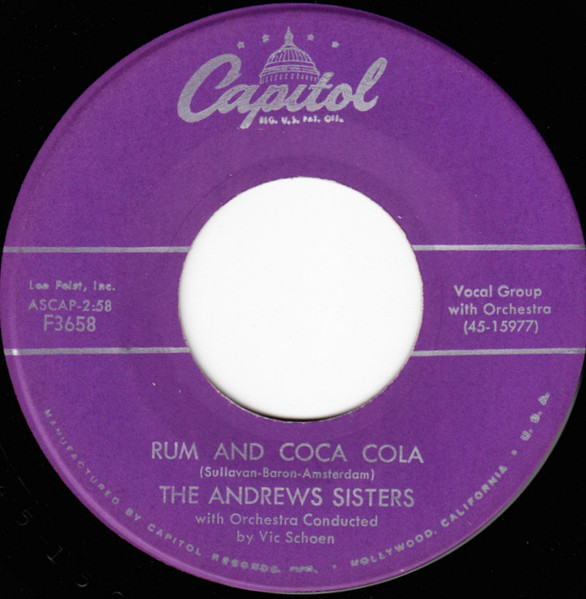 Capitol
REG. U.S. PAT. OFF.
Leo Feist, Inc.
ASCAP-2:58
F3658
Vocal Group
with Orchestra
(45-15977)
RUM AND COCA COLA
(Sullavan-Baron-Amsterdam)
THE ANDREWS SISTERS
with Orchestra Conducted
by Vic Schoen
MANUFACTURED BY CAPITOL RECORDS, INC. • HOLLYWOOD, CALIFORNIA • U.S.A.